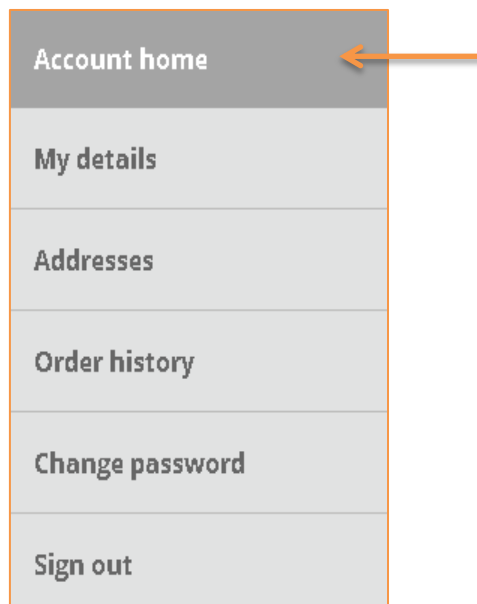 Account home
My details
Addresses
Order history
Change password
Sign out